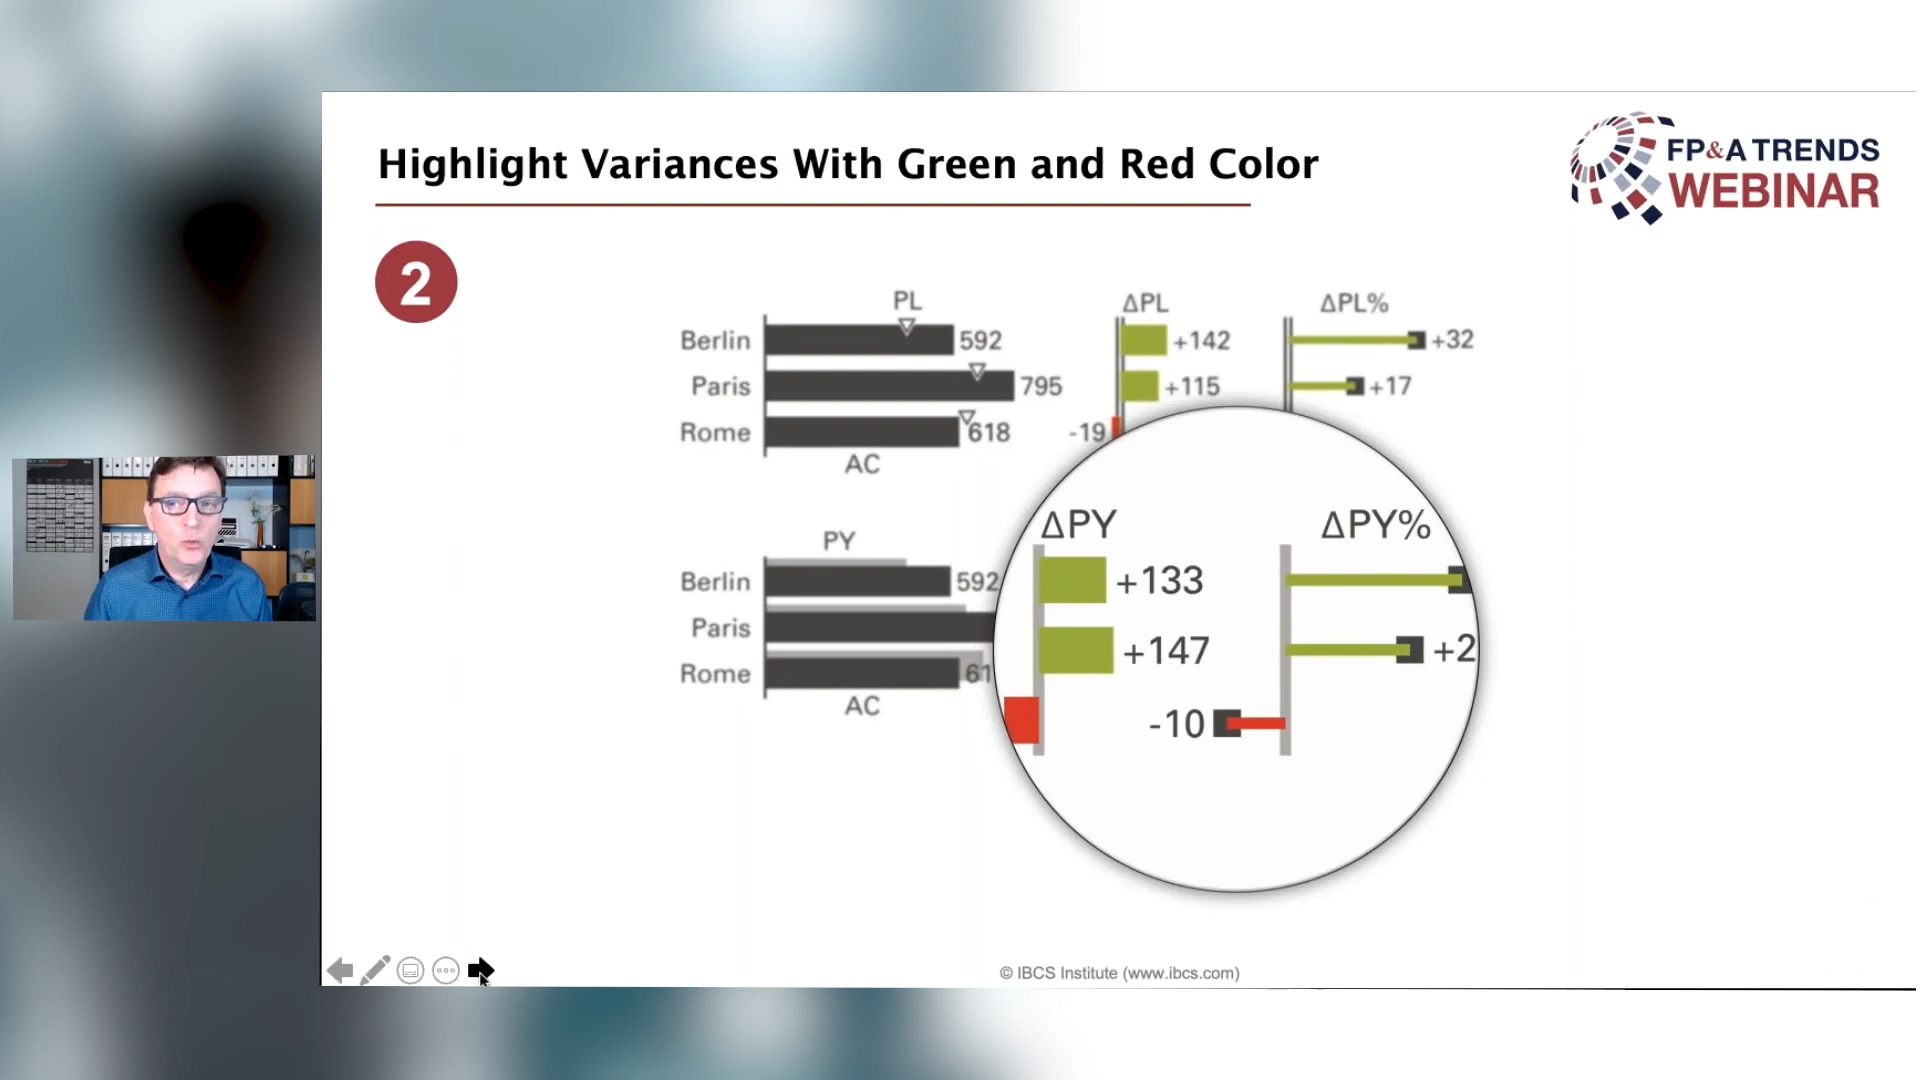 Highlight Variances With Green and Red Color
FP&A TRENDS
WEBINAR
2
PL
ΔPL
ΔPL%
Berlin
592
+142
+32
Paris
795
+115
+17
Rome
618
-19
AC
PY
ΔPY
ΔPY%
Berlin
592
+133
Paris
+147
+2
Rome
61
-10
AC
© IBCS Institute (www.ibcs.com)